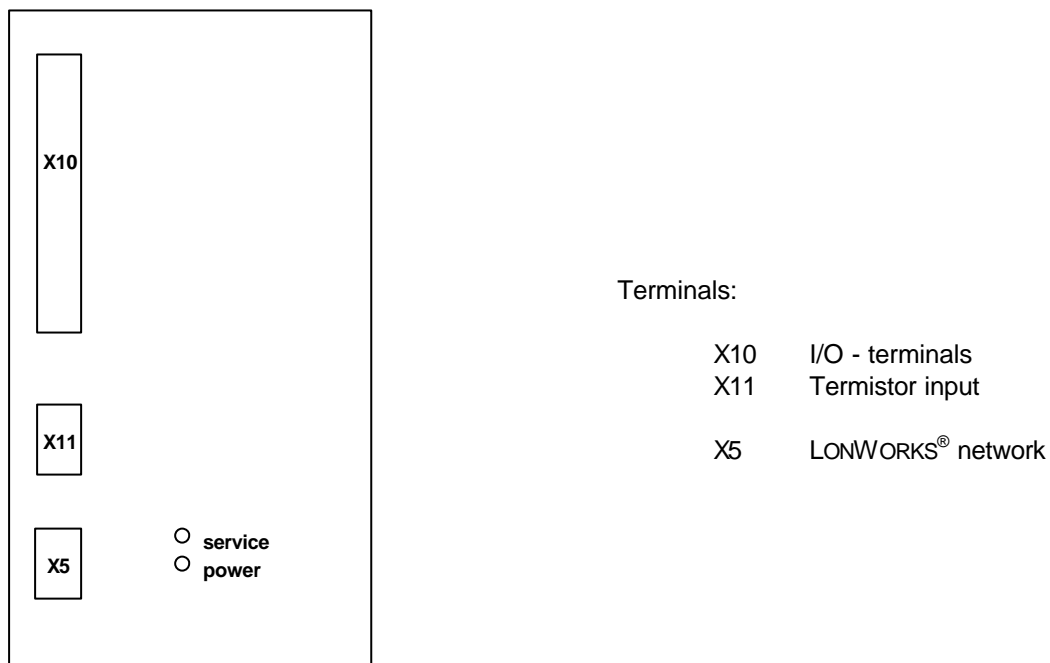 X10
X11
X5
service
power
Terminals:
X10 I/O - terminals
X11 Termistor input
X5 LONWORKS® network